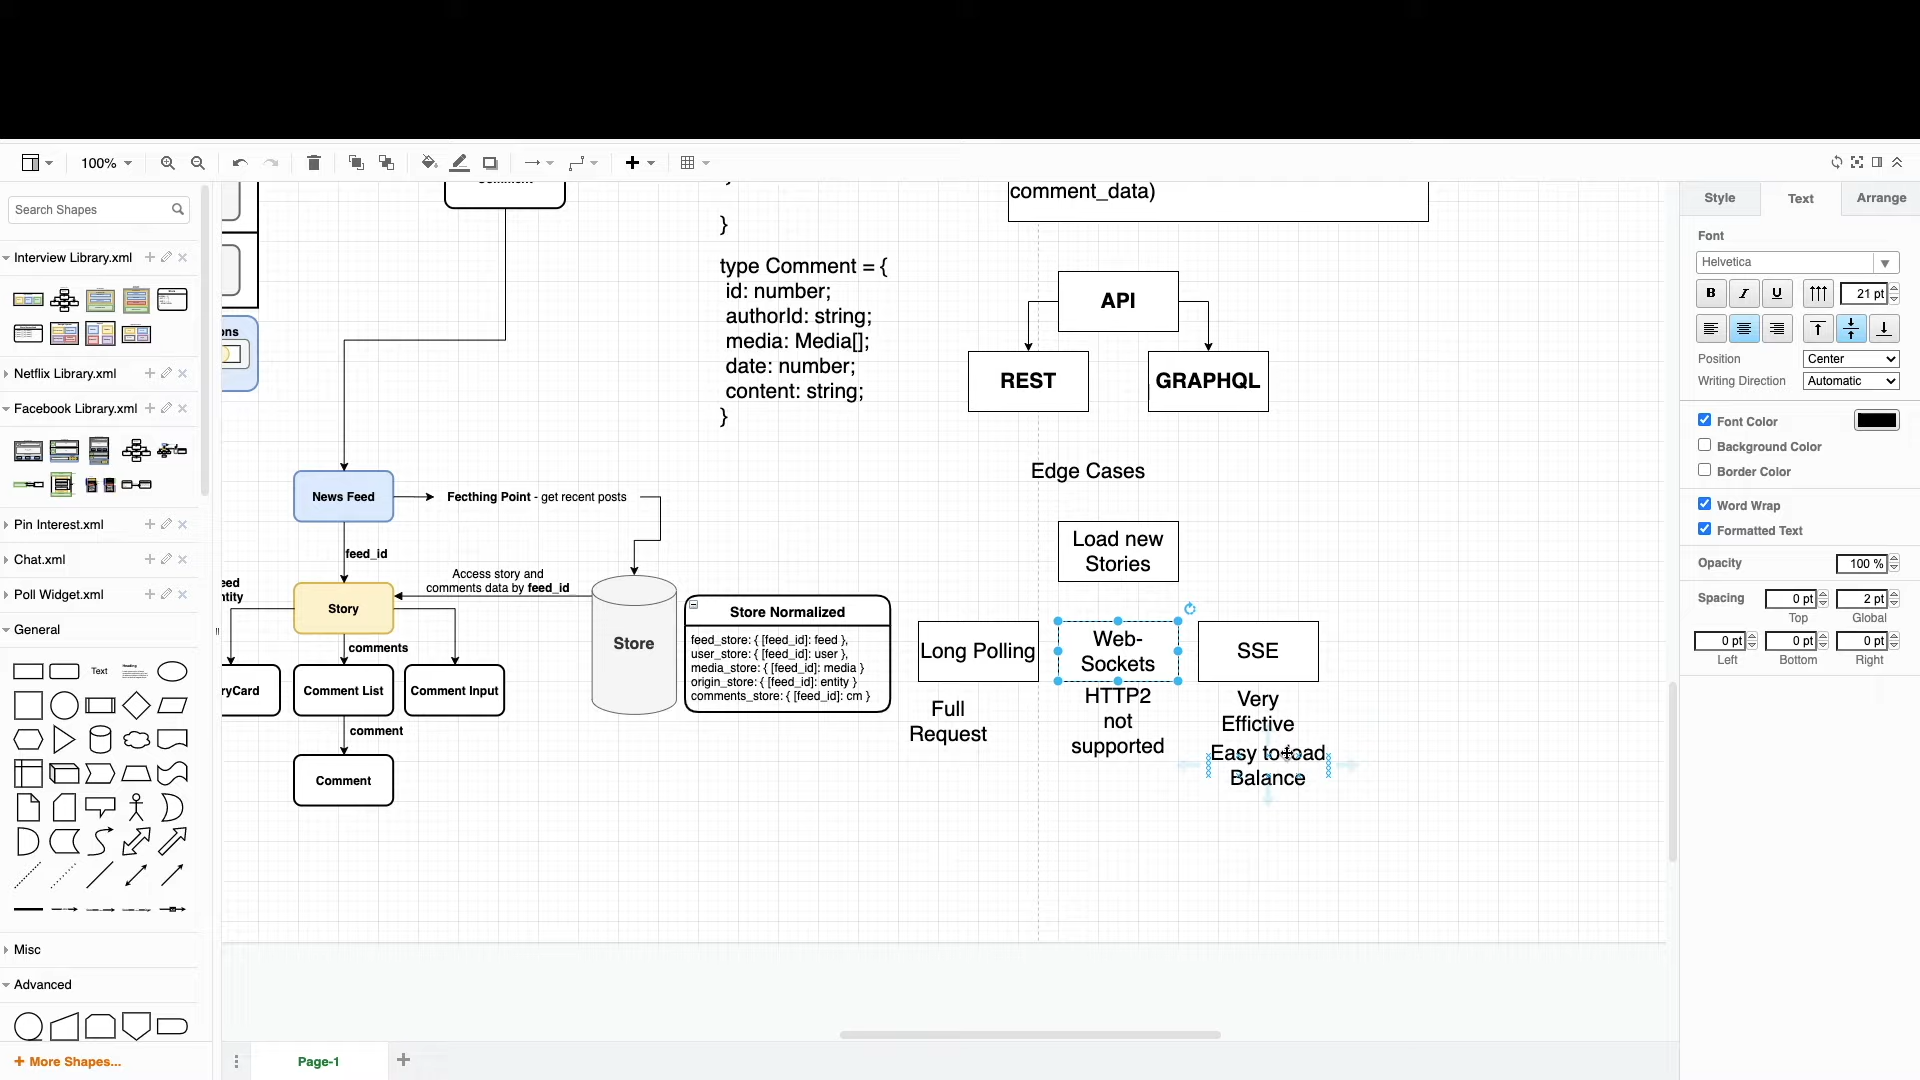 100%
comment_data)
Search Shapes
Interview Library.xml
Netflix Library.xml
Facebook Library.xml
Pin Interest.xml
Chat.xml
Poll Widget.xml
General
Text
Heading
Misc
Advanced
+ More Shapes...
ons
}
type Comment = {
id: number;
authorId: string;
media: Media[];
date: number;
content: string;
}
News Feed
Fecthing Point - get recent posts
feed_id
Access story and
comments data by feed_id
eed
ntity
Story
comments
ryCard
Comment List
Comment Input
comment
Comment
Store
Store Normalized
feed_store: { [feed_id]: feed },
user_store: { [feed_id]: user },
media_store: { [feed_id]: media }
origin_store: { [feed_id]: entity }
comments_store: { [feed_id]: cm }
API
REST
GRAPHQL
Edge Cases
Load new
Stories
Long Polling
Web-
Sockets
SSE
Full
Request
HTTP2
not
supported
Very
Effictive
Easy to load
Balance
Style
Text
Arrange
Font
Helvetica
B
I
U
21 pt
Position
Center
Writing Direction
Automatic
Font Color
Background Color
Border Color
Word Wrap
Formatted Text
Opacity
100 %
Spacing
0 pt
2 pt
Top
Global
0 pt
0 pt
0 pt
Left
Bottom
Right
Page-1